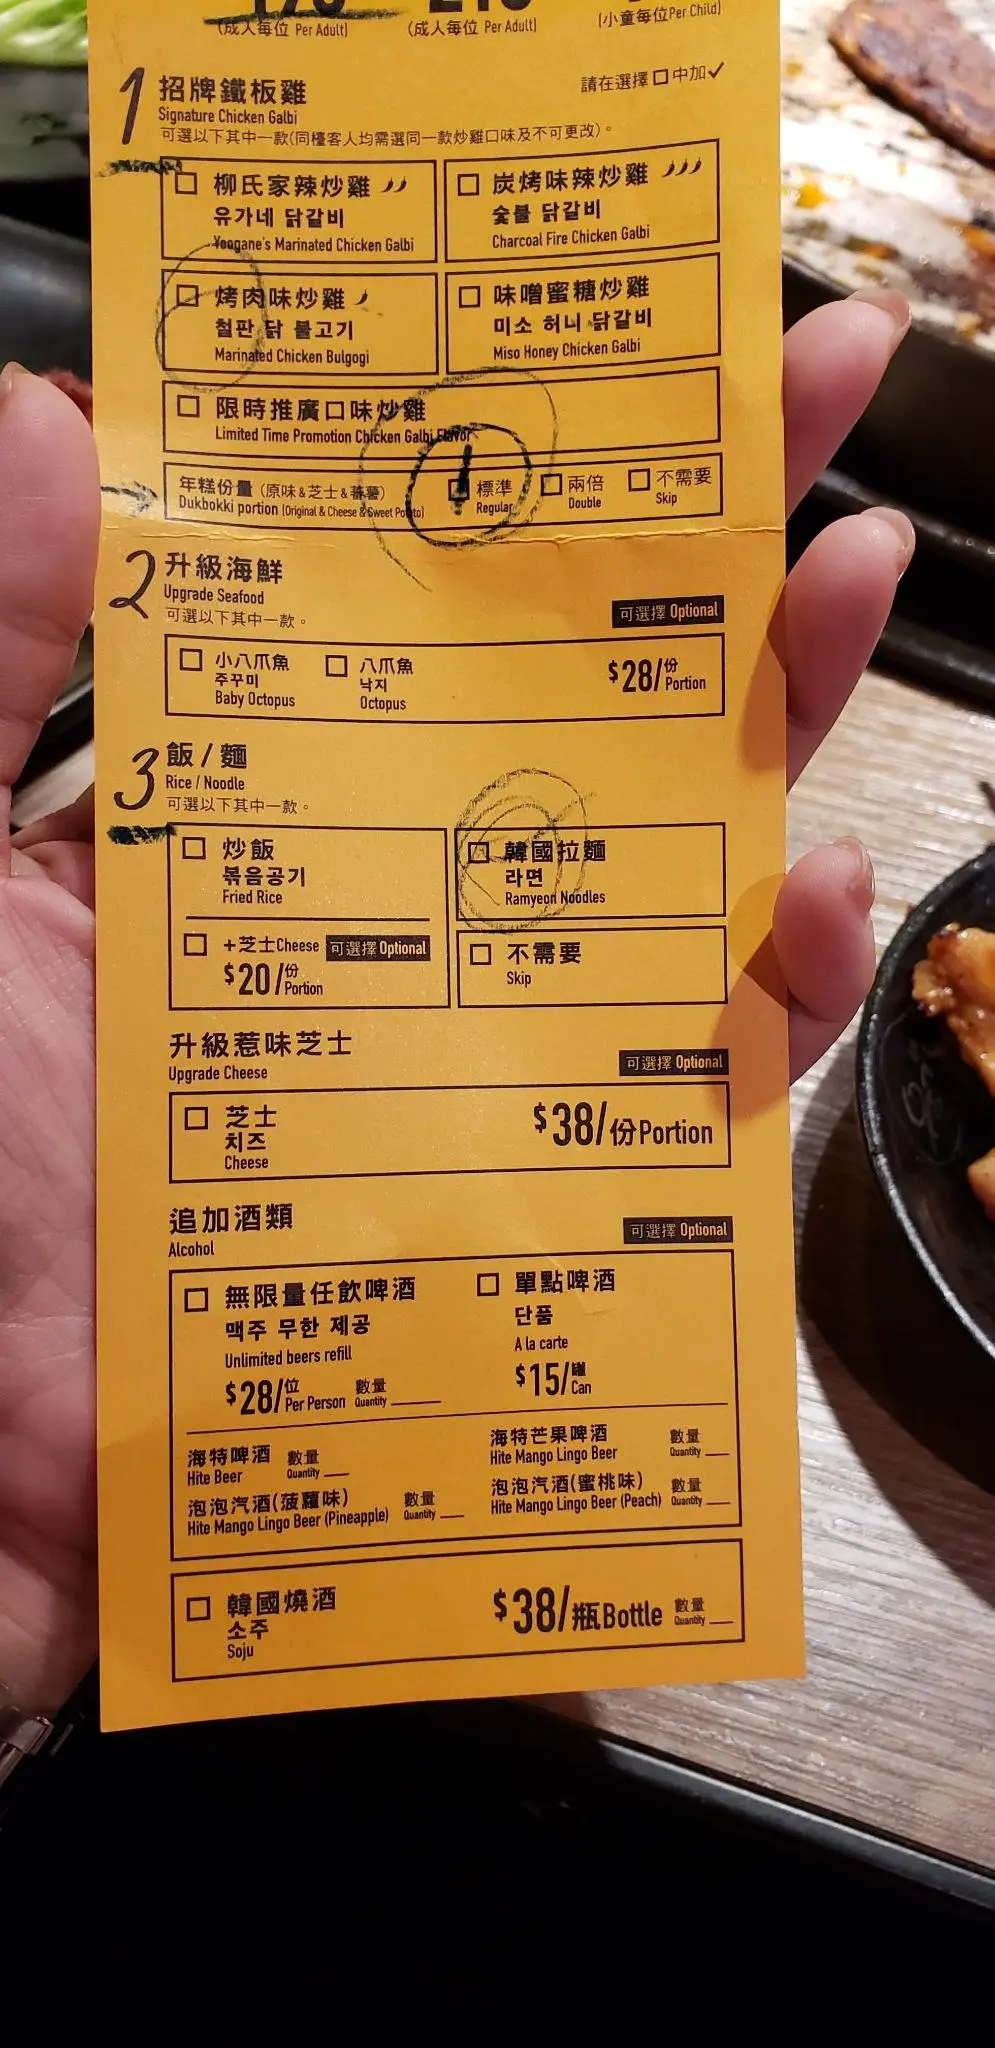 (成人每位 Per Adult) (成人每位 Per Adult) (小童每位Per Child)
1 招牌鐵板雞
Signature Chicken Galbi
請在選擇□中加✓
可選以下其中一款(同檯客人均需選同一款炒雞口味及不可更改)。
柳氏家辣炒雞
유가네 닭갈비
Yoogane's Marinated Chicken Galbi
炭烤味辣炒雞
숯불 닭갈비
Charcoal Fire Chicken Galbi
烤肉味炒雞
철판 닭 불고기
Marinated Chicken Bulgogi
味噌蜜糖炒雞
미소 허니 닭갈비
Miso Honey Chicken Galbi
限時推廣口味炒雞
Limited Time Promotion Chicken Galbi Flavor
年糕份量 (原味&芝士&蕃薯)
Dukbokki portion (Original & Cheese & Sweet Potato)
標準
Regular
兩倍
Double
不需要
Skip
2 升級海鮮
Upgrade Seafood
可選以下其中一款。
可選擇 Optional
小八爪魚
주꾸미
Baby Octopus
八爪魚
낙지
Octopus
$28/份 Portion
3 飯/麵
Rice / Noodle
可選以下其中一款。
炒飯
볶음공기
Fried Rice
韓國拉麵
라면
Ramyeon Noodles
+芝士Cheese 可選擇 Optional
$20/份 Portion
不需要
Skip
升級惹味芝士
Upgrade Cheese
可選擇 Optional
芝士
치즈
Cheese
$38/份Portion
追加酒類
Alcohol
可選擇 Optional
無限量任飲啤酒
맥주 무한 제공
Unlimited beers refill
$28/位 Per Person 數量 Quantity
單點啤酒
단품
A la carte
$15/罐 Can
海特啤酒 數量
Hite Beer Quantity
海特芒果啤酒 數量
Hite Mango Lingo Beer Quantity
泡泡汽酒(菠蘿味) 數量
Hite Mango Lingo Beer (Pineapple) Quantity
泡泡汽酒(蜜桃味) 數量
Hite Mango Lingo Beer (Peach) Quantity
韓國燒酒
소주
Soju
$38/瓶Bottle 數量 Quantity